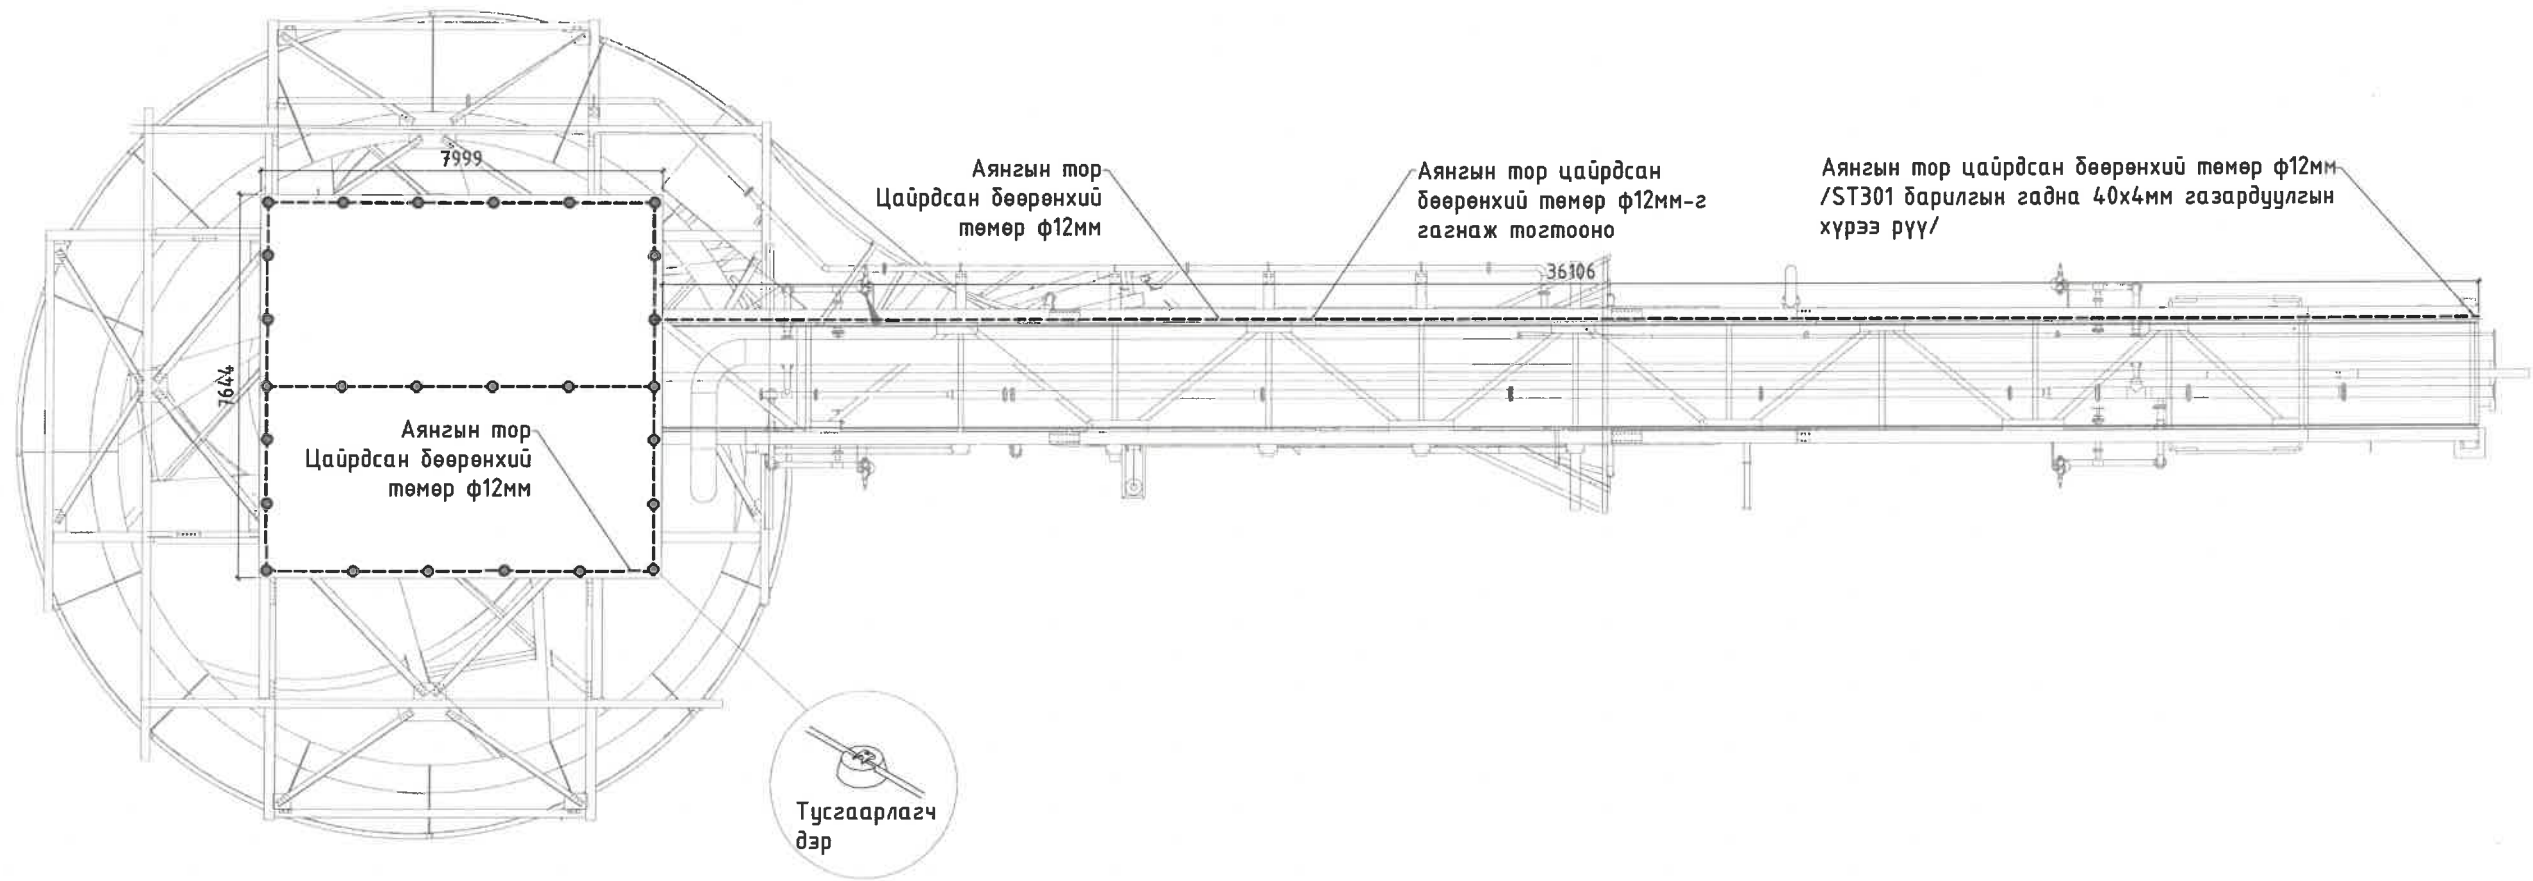 7999
Аянгын тор
Цайрдсан бөөрөнхий
төмөр ф12мм
Аянгын тор цайрдсан
бөөрөнхий төмөр ф12мм-г
гагнаж тогтооно
Аянгын тор цайрдсан бөөрөнхий төмөр ф12мм
/ST301 барилгын гадна 40x4мм газардуулгын
хүрээ рүү/
36106
7644
Аянгын тор
Цайрдсан бөөрөнхий
төмөр ф12мм
Тусгаарлагч
дэр